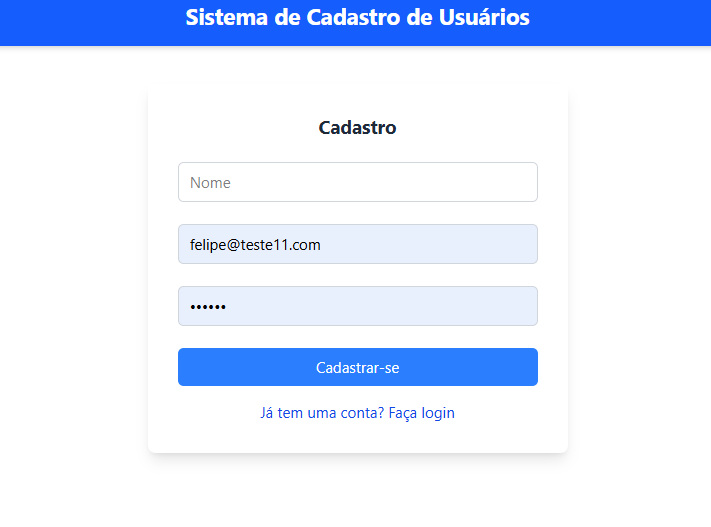 Sistema de Cadastro de Usuários
Cadastro
Nome
felipe@teste11.com
••••••
Cadastrar-se
Já tem uma conta? Faça login